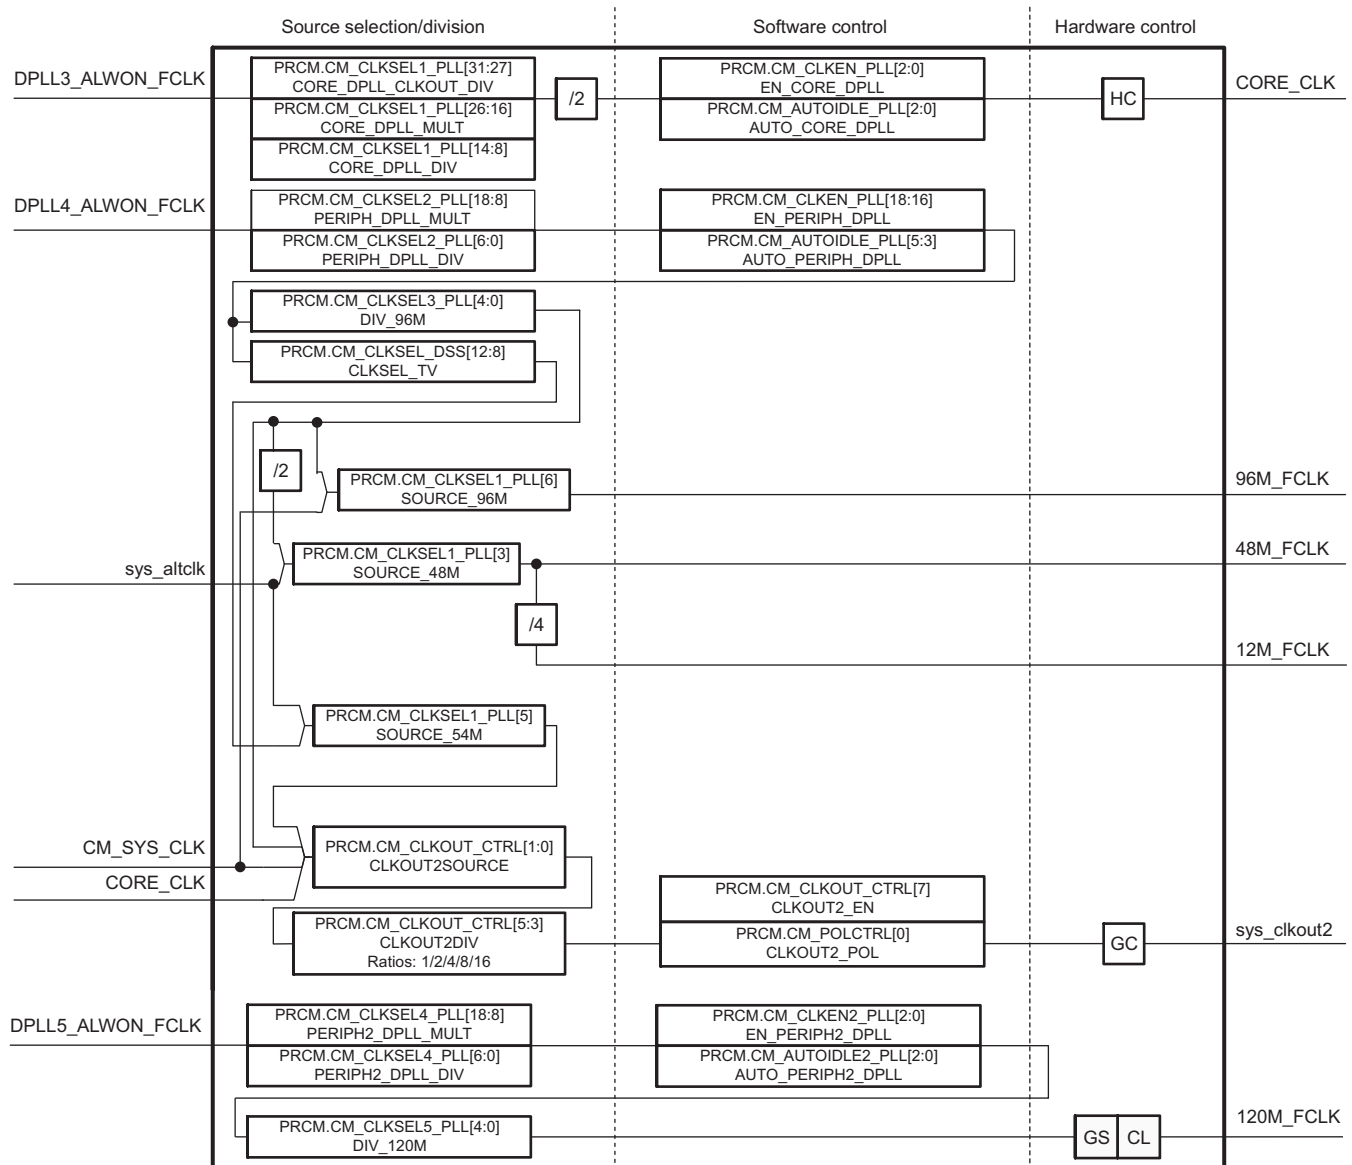 Source selection/division
Software control
Hardware control
DPLL3_ALWON_FCLK
PRCM.CM_CLKSEL1_PLL[31:27]
CORE_DPLL_CLKOUT_DIV
PRCM.CM_CLKSEL1_PLL[26:16]
CORE_DPLL_MULT
PRCM.CM_CLKSEL1_PLL[14:8]
CORE_DPLL_DIV
/2
PRCM.CM_CLKEN_PLL[2:0]
EN_CORE_DPLL
PRCM.CM_AUTOIDLE_PLL[2:0]
AUTO_CORE_DPLL
HC
CORE_CLK
DPLL4_ALWON_FCLK
PRCM.CM_CLKSEL2_PLL[18:8]
PERIPH_DPLL_MULT
PRCM.CM_CLKSEL2_PLL[6:0]
PERIPH_DPLL_DIV
PRCM.CM_CLKEN_PLL[18:16]
EN_PERIPH_DPLL
PRCM.CM_AUTOIDLE_PLL[5:3]
AUTO_PERIPH_DPLL
PRCM.CM_CLKSEL3_PLL[4:0]
DIV_96M
PRCM.CM_CLKSEL_DSS[12:8]
CLKSEL_TV
/2
PRCM.CM_CLKSEL1_PLL[6]
SOURCE_96M
96M_FCLK
sys_altclk
PRCM.CM_CLKSEL1_PLL[3]
SOURCE_48M
48M_FCLK
/4
12M_FCLK
PRCM.CM_CLKSEL1_PLL[5]
SOURCE_54M
CM_SYS_CLK
CORE_CLK
PRCM.CM_CLKOUT_CTRL[1:0]
CLKOUT2SOURCE
PRCM.CM_CLKOUT_CTRL[5:3]
CLKOUT2DIV
Ratios: 1/2/4/8/16
PRCM.CM_CLKOUT_CTRL[7]
CLKOUT2_EN
PRCM.CM_POLCTRL[0]
CLKOUT2_POL
GC
sys_clkout2
DPLL5_ALWON_FCLK
PRCM.CM_CLKSEL4_PLL[18:8]
PERIPH2_DPLL_MULT
PRCM.CM_CLKSEL4_PLL[6:0]
PERIPH2_DPLL_DIV
PRCM.CM_CLKEN2_PLL[2:0]
EN_PERIPH2_DPLL
PRCM.CM_AUTOIDLE2_PLL[2:0]
AUTO_PERIPH2_DPLL
PRCM.CM_CLKSEL5_PLL[4:0]
DIV_120M
GS
CL
120M_FCLK